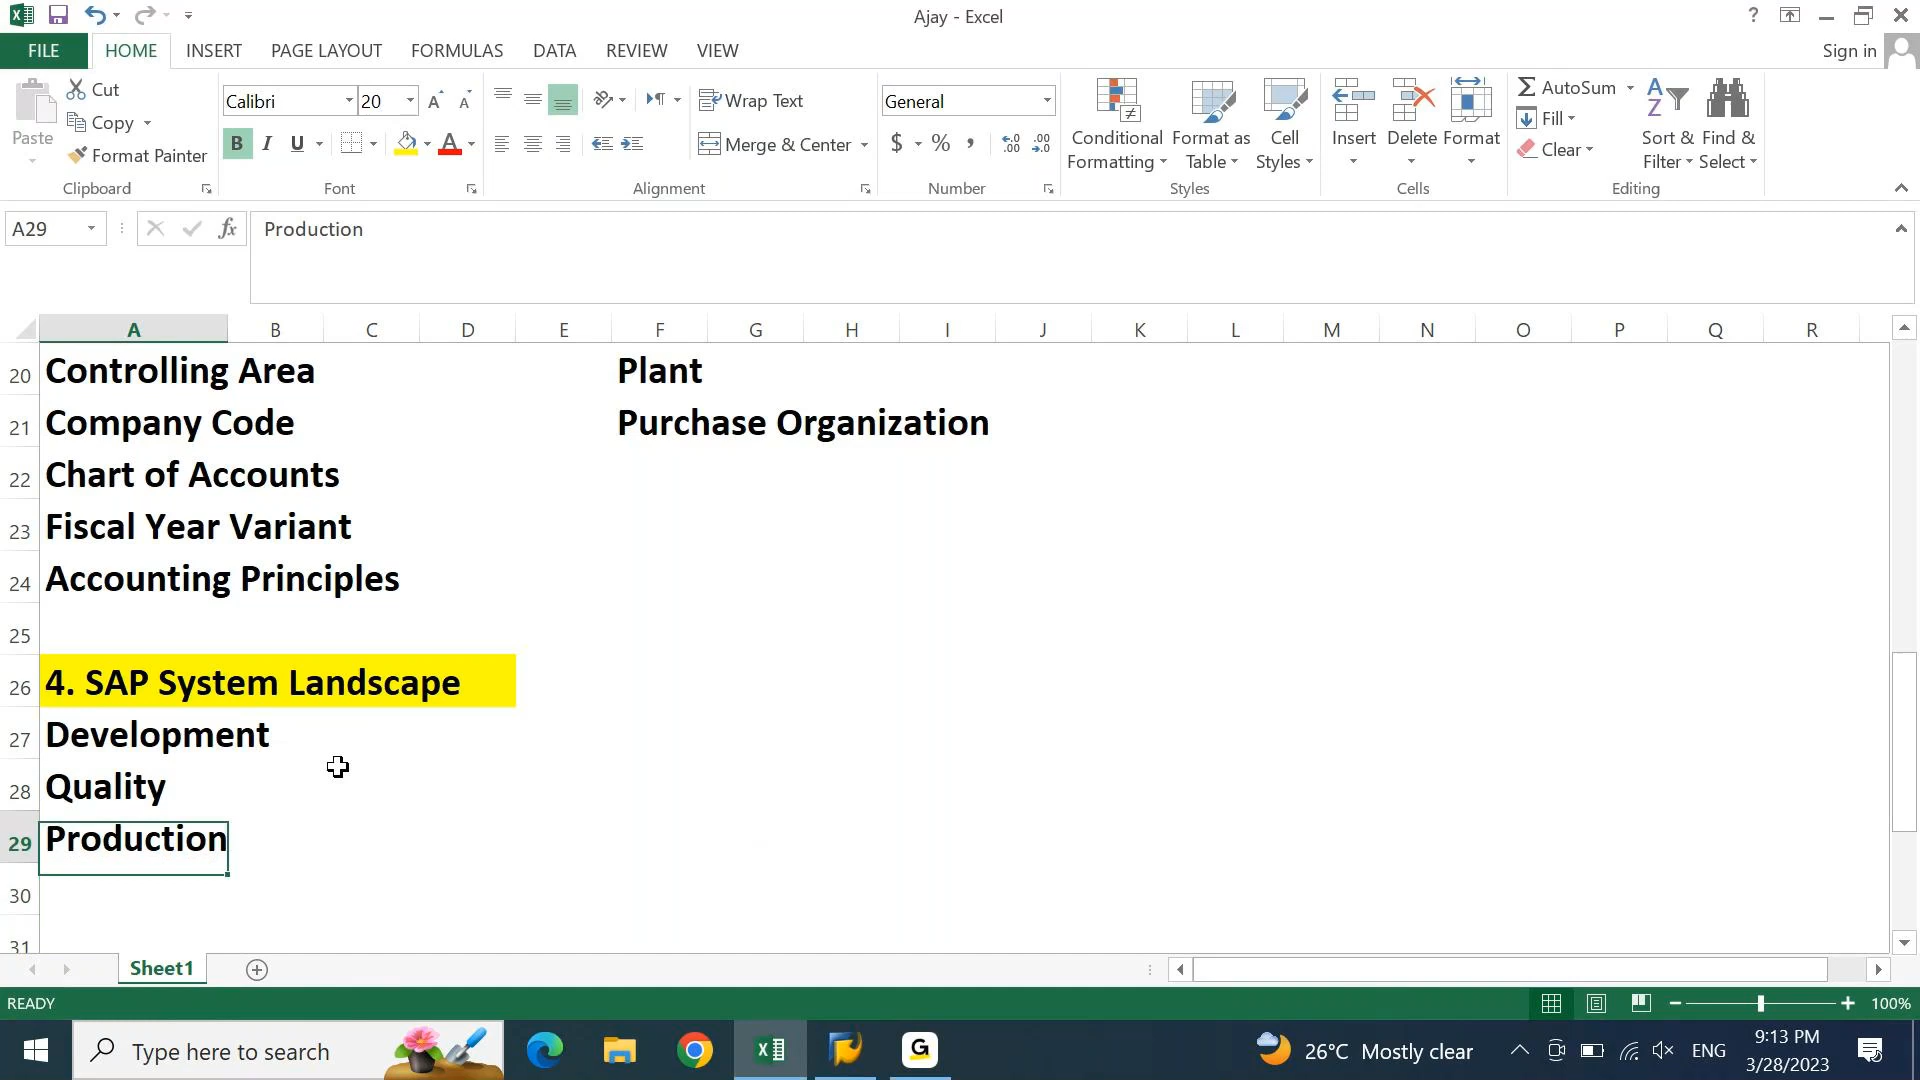 Ajay - Excel
?
FILE HOME INSERT PAGE LAYOUT FORMULAS DATA REVIEW VIEW
Sign in
Paste
Cut
Copy
Format Painter
Clipboard
Calibri 20
B I U
Font
Wrap Text
Merge & Center
Alignment
General
$ % ,
Number
Conditional Formatting
Format as Table
Cell Styles
Styles
Insert
Delete
Format
Cells
AutoSum
Fill
Clear
Sort & Filter
Find & Select
Editing
A29 fx Production
A B C D E F G H I J K L M N O P Q R
20 Controlling Area Plant
21 Company Code Purchase Organization
22 Chart of Accounts
23 Fiscal Year Variant
24 Accounting Principles
25
26 4. SAP System Landscape
27 Development
28 Quality
29 Production
30
31
Sheet1
READY
100%
Type here to search
26°C Mostly clear
ENG
9:13 PM
3/28/2023